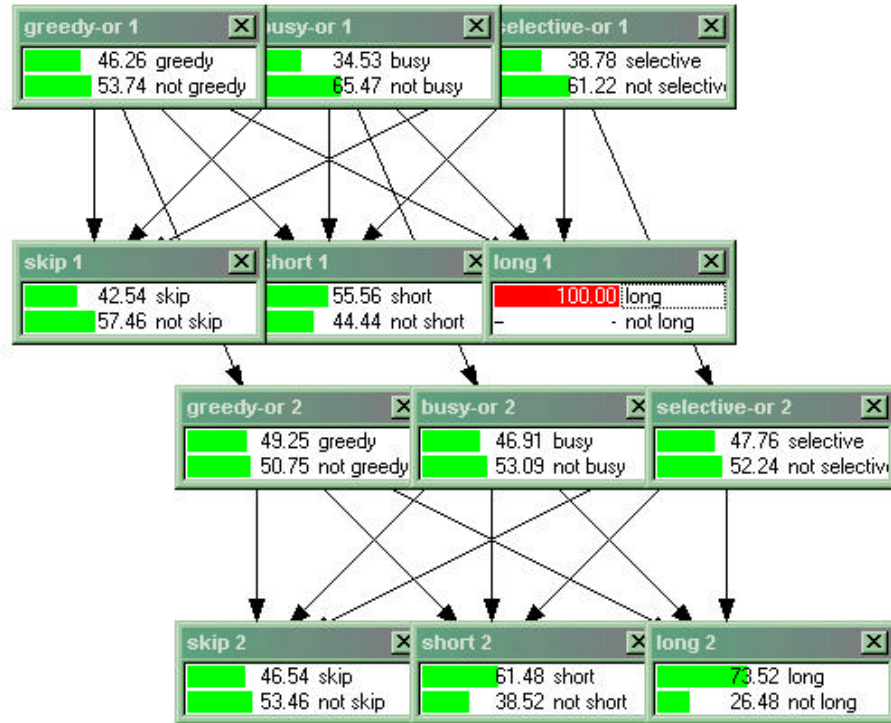 greedy-or 1
46.26 greedy
53.74 not greedy
busy-or 1
34.53 busy
65.47 not busy
selective-or 1
38.78 selective
61.22 not selective
skip 1
42.54 skip
57.46 not skip
short 1
55.56 short
44.44 not short
long 1
100.00 long
- - not long
greedy-or 2
49.25 greedy
50.75 not greedy
busy-or 2
46.91 busy
53.09 not busy
selective-or 2
47.76 selective
52.24 not selective
skip 2
46.54 skip
53.46 not skip
short 2
61.48 short
38.52 not short
long 2
73.52 long
26.48 not long